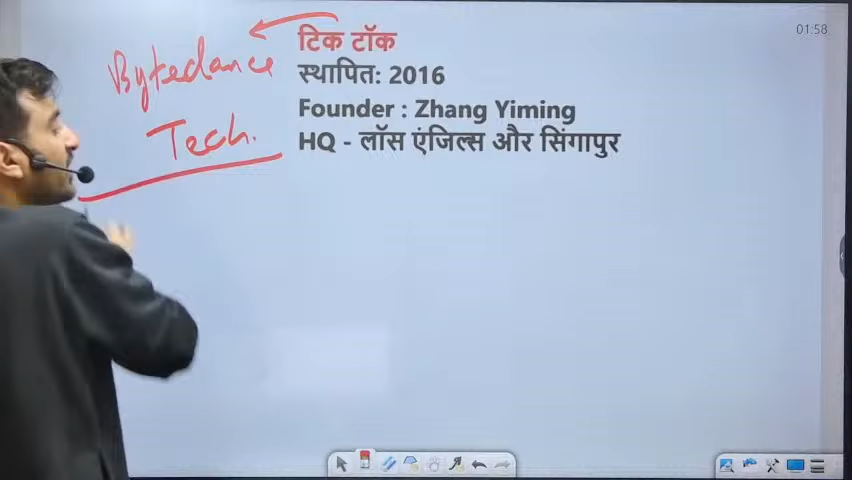 Bytedance
Tech.
टिक टॉक
स्थापित: 2016
Founder : Zhang Yiming
HQ - लॉस एंजिल्स और सिंगापुर
01:58